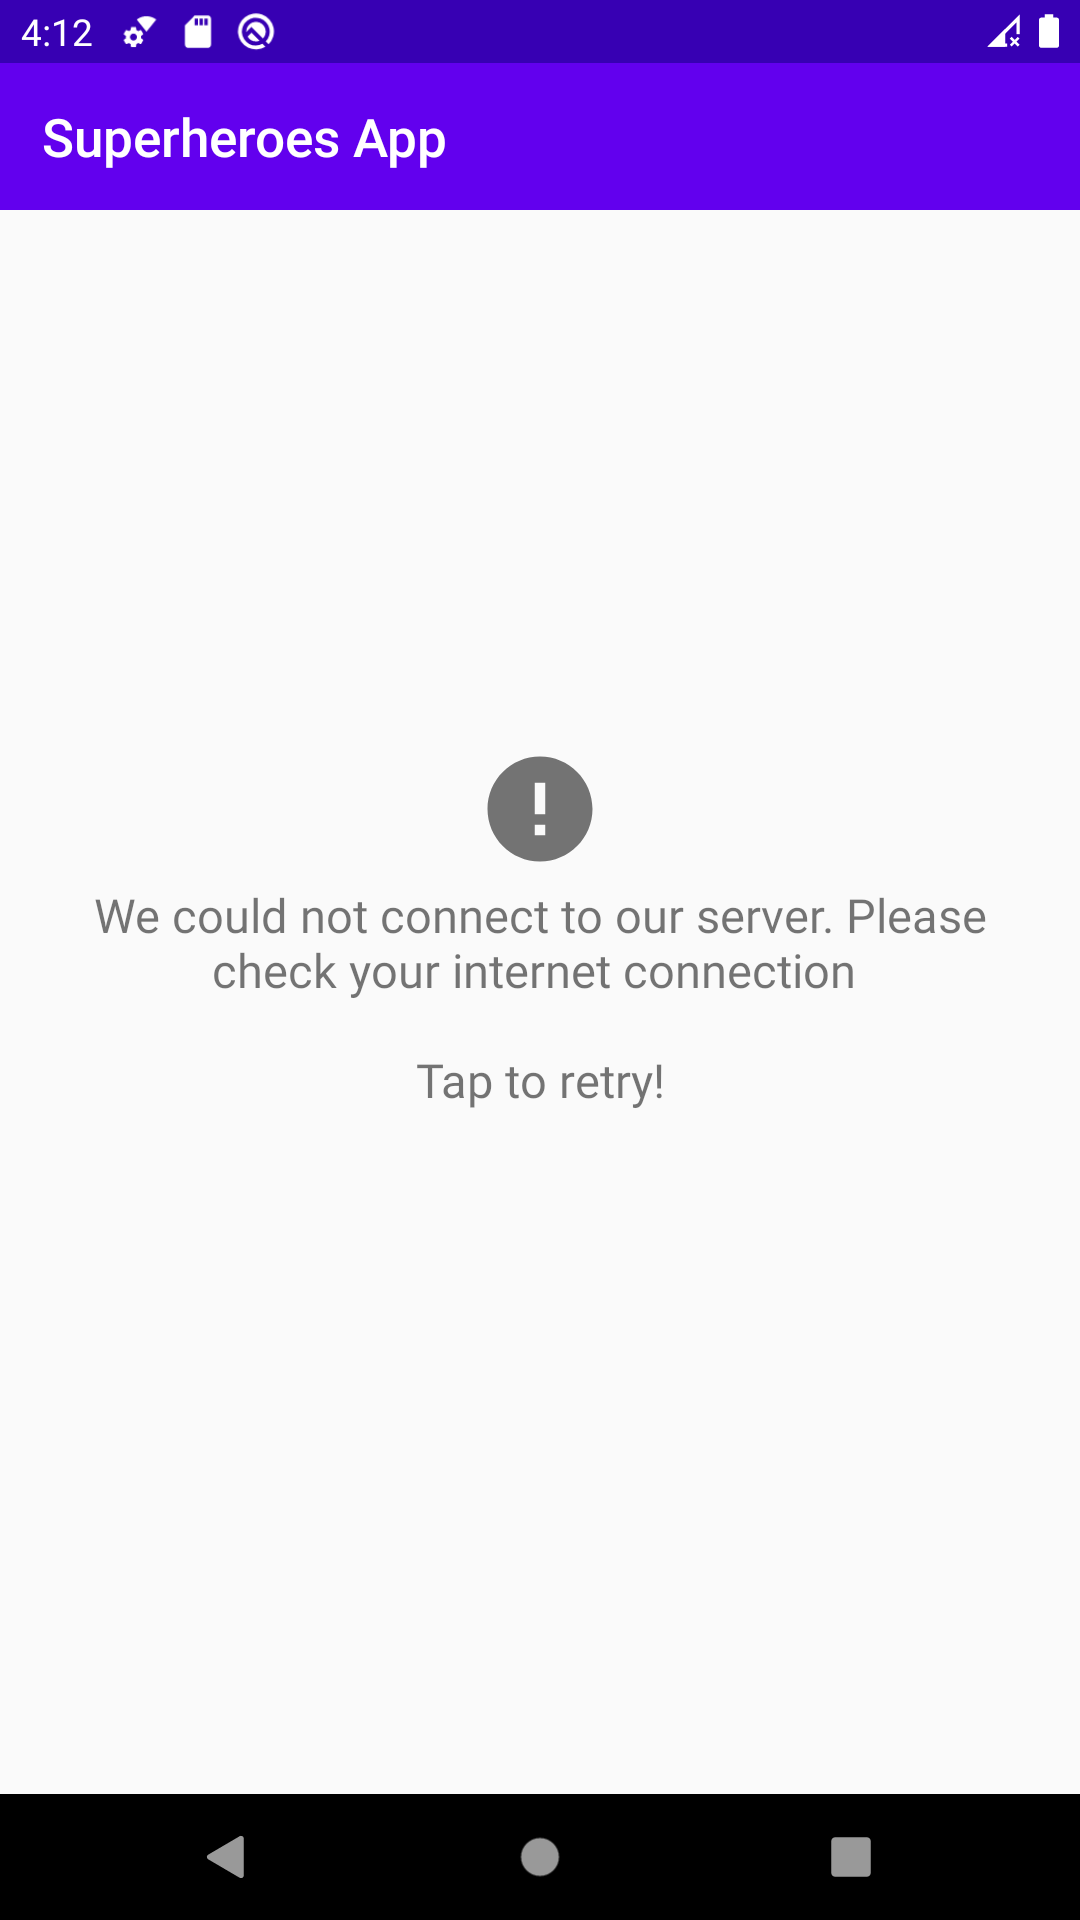 4:12
Superheroes App
We could not connect to our server. Please
check your internet connection
Tap to retry!